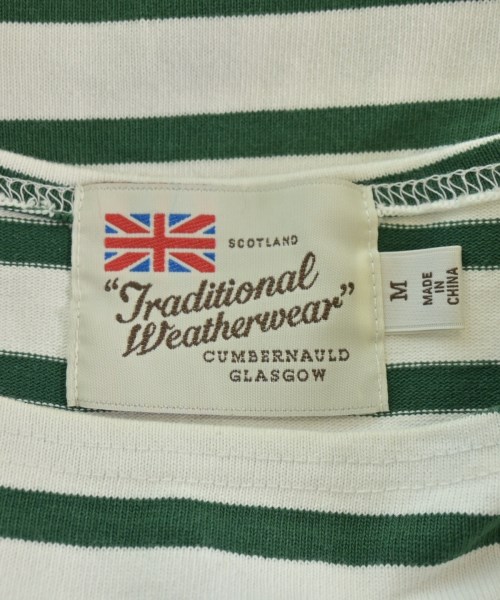 SCOTLAND
"Traditional
Weatherwear"
CUMBERNAULD
GLASGOW
M
MADE
IN
CHINA